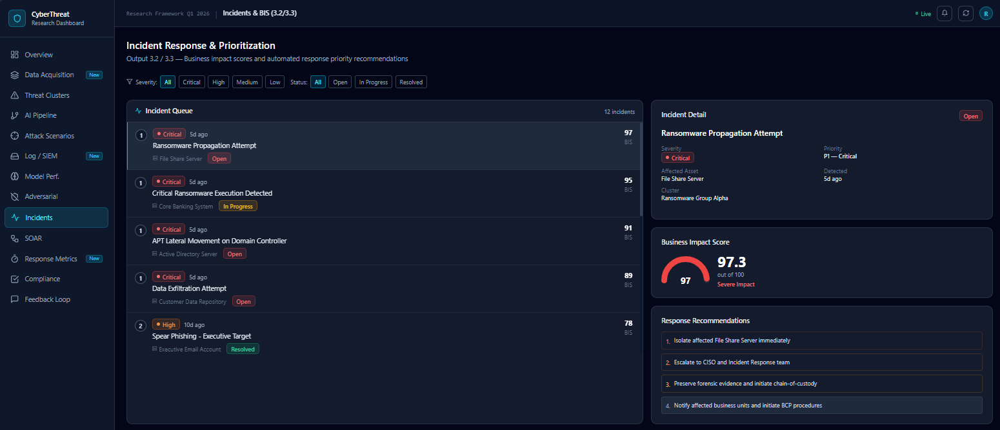 CyberThreat
Research Dashboard
Overview
Data Acquisition New
Threat Clusters
AI Pipeline
Attack Scenarios
Log / SIEM New
Model Perf.
Adversarial
Incidents
SOAR
Response Metrics New
Compliance
Feedback Loop
Research Framework Q1 2026 | Incidents & BIS (3.2/3.3)
Live
R
Incident Response & Prioritization
Output 3.2 / 3.3 — Business impact scores and automated response priority recommendations
Severity: All Critical High Medium Low Status: All Open In Progress Resolved
Incident Queue 12 incidents
1 Critical 5d ago 97
Ransomware Propagation Attempt BIS
File Share Server Open
1 Critical 5d ago 95
Critical Ransomware Execution Detected BIS
Core Banking System In Progress
1 Critical 5d ago 91
APT Lateral Movement on Domain Controller BIS
Active Directory Server Open
1 Critical 5d ago 89
Data Exfiltration Attempt BIS
Customer Data Repository Open
2 High 10d ago 78
Spear Phishing - Executive Target BIS
Executive Email Account Resolved
Incident Detail Open
Ransomware Propagation Attempt
Severity Priority
Critical P1 — Critical
Affected Asset Detected
File Share Server 5d ago
Cluster
Ransomware Group Alpha
Business Impact Score
97
97.3
out of 100
Severe Impact
Response Recommendations
1. Isolate affected File Share Server immediately
2. Escalate to CISO and Incident Response team
3. Preserve forensic evidence and initiate chain-of-custody
4. Notify affected business units and initiate BCP procedures